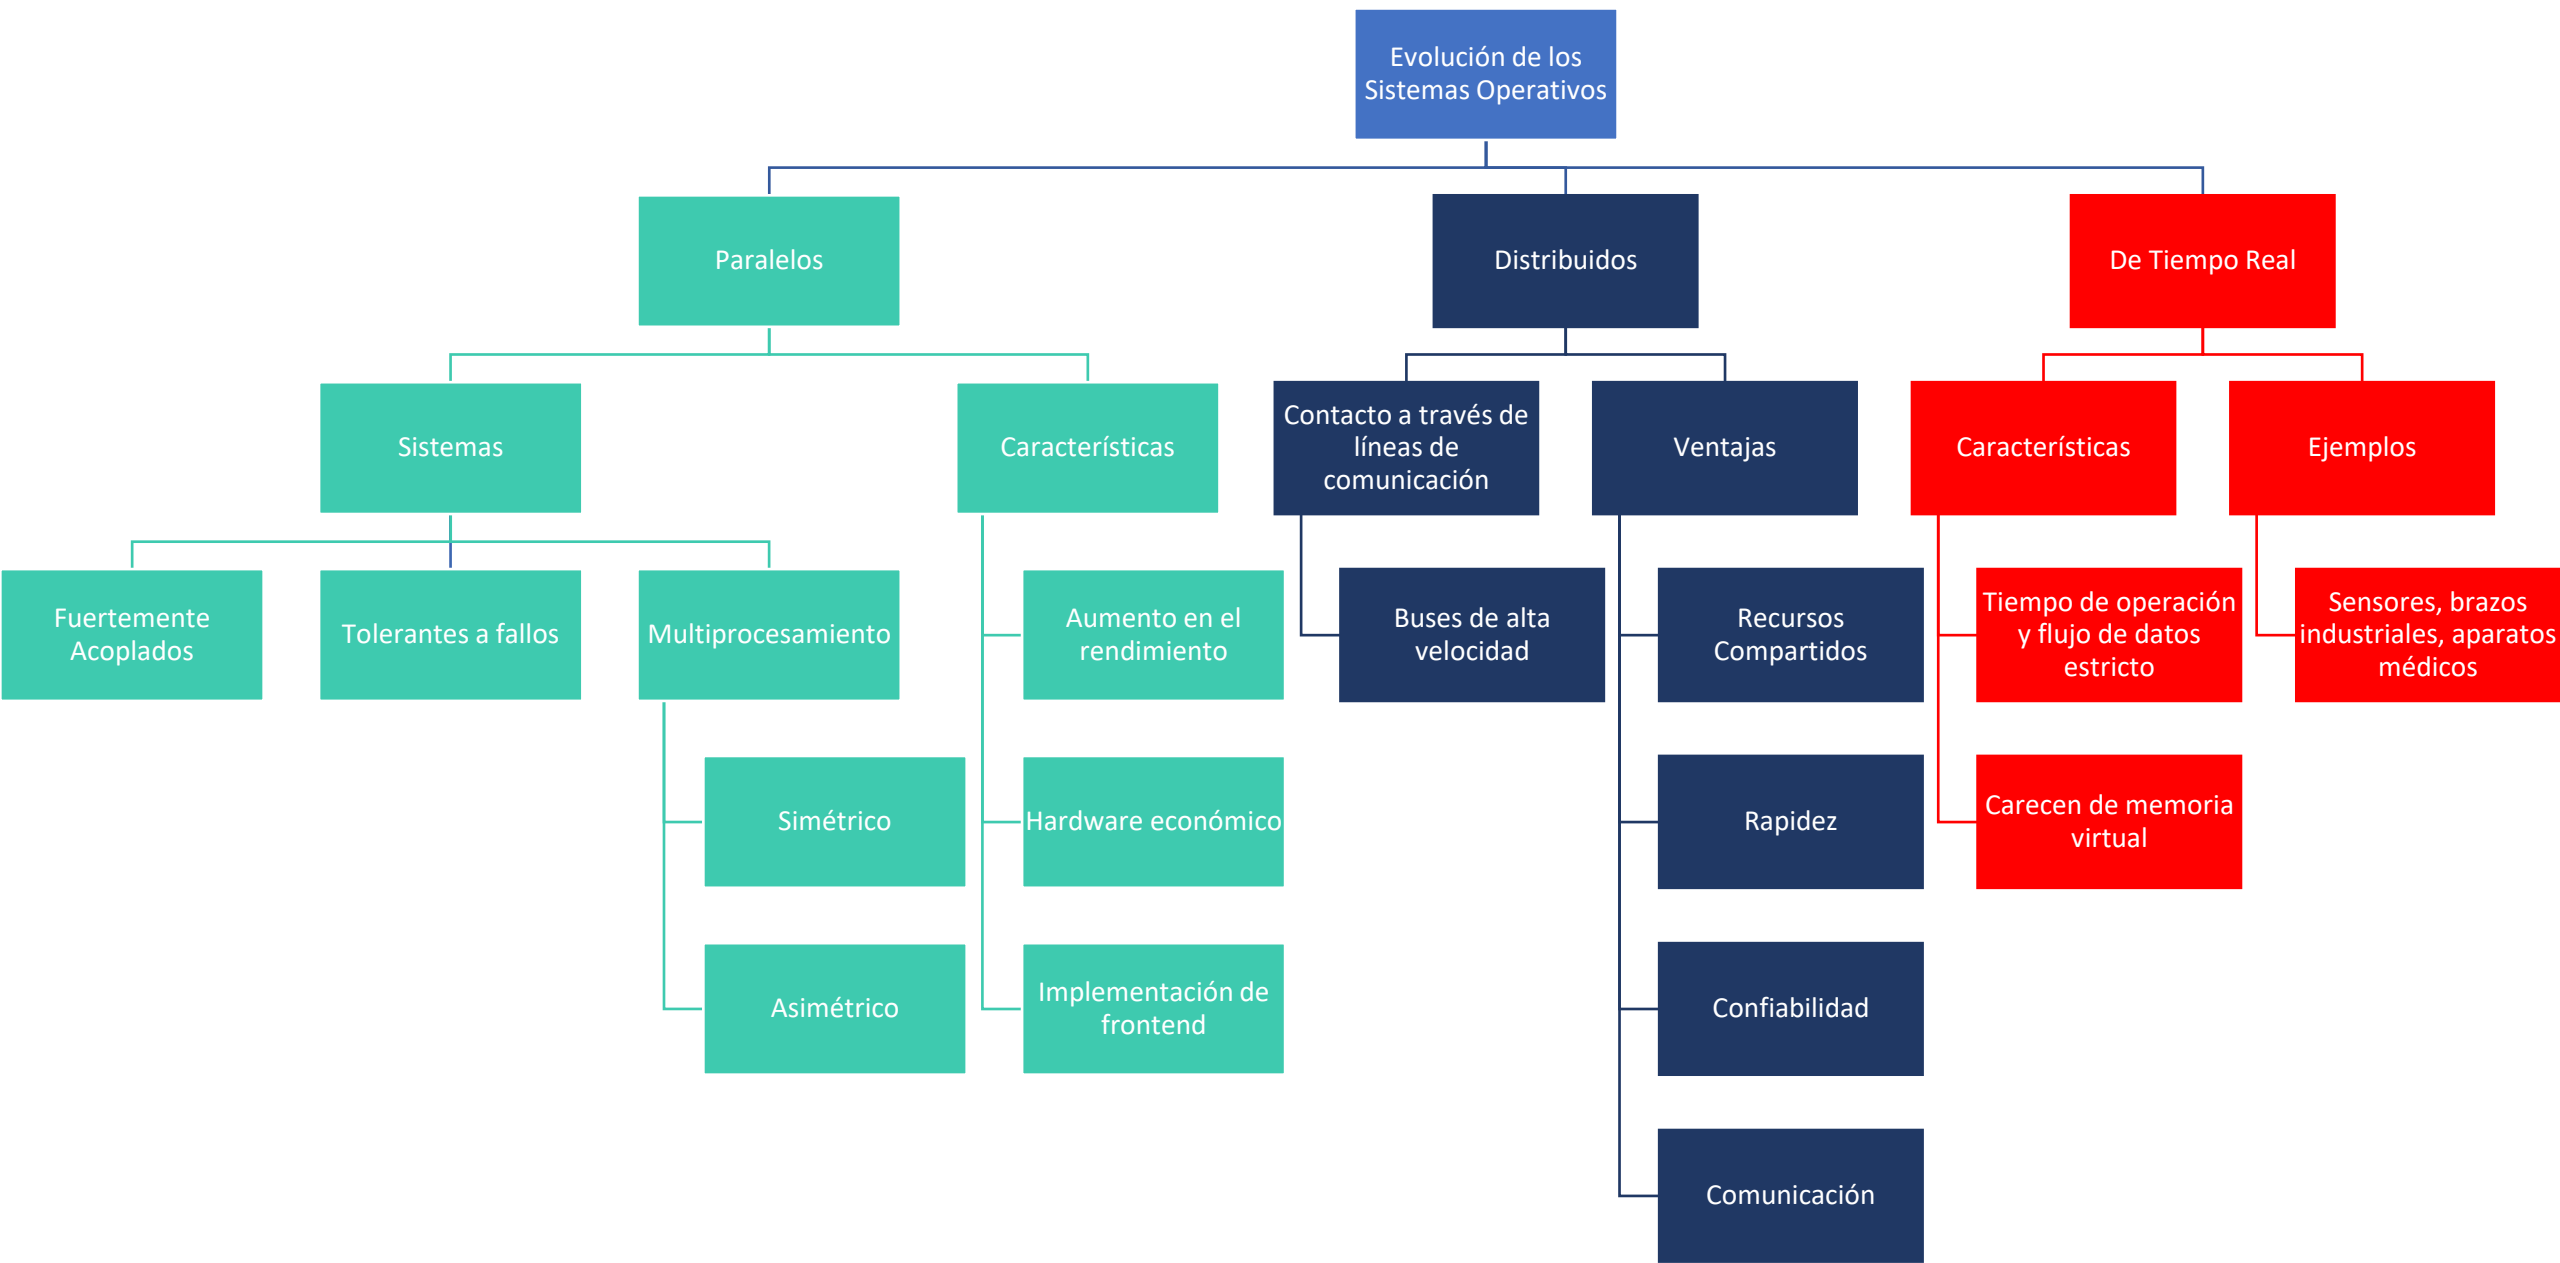 Evolución de los
Sistemas Operativos
Paralelos
Distribuidos
De Tiempo Real
Sistemas
Característísticas
Contacto a través de
líneas de
comunicación
Ventajas
Característísticas
Ejemplos
Fuertemente
Acoplados
Tolerantes a fallos
Multiprocesamiento
Aumento en el
rendimiento
Buses de alta
velocidad
Recursos
Compartidos
Tiempo de operación
y flujo de datos
estricto
Sensores, brazos
industriales, aparatos
médicos
Simétrico
Hardware económico
Rapidez
Carecen de memoria
virtual
Asimétrico
Implementación de
frontend
Confiabilidad
Comunicación